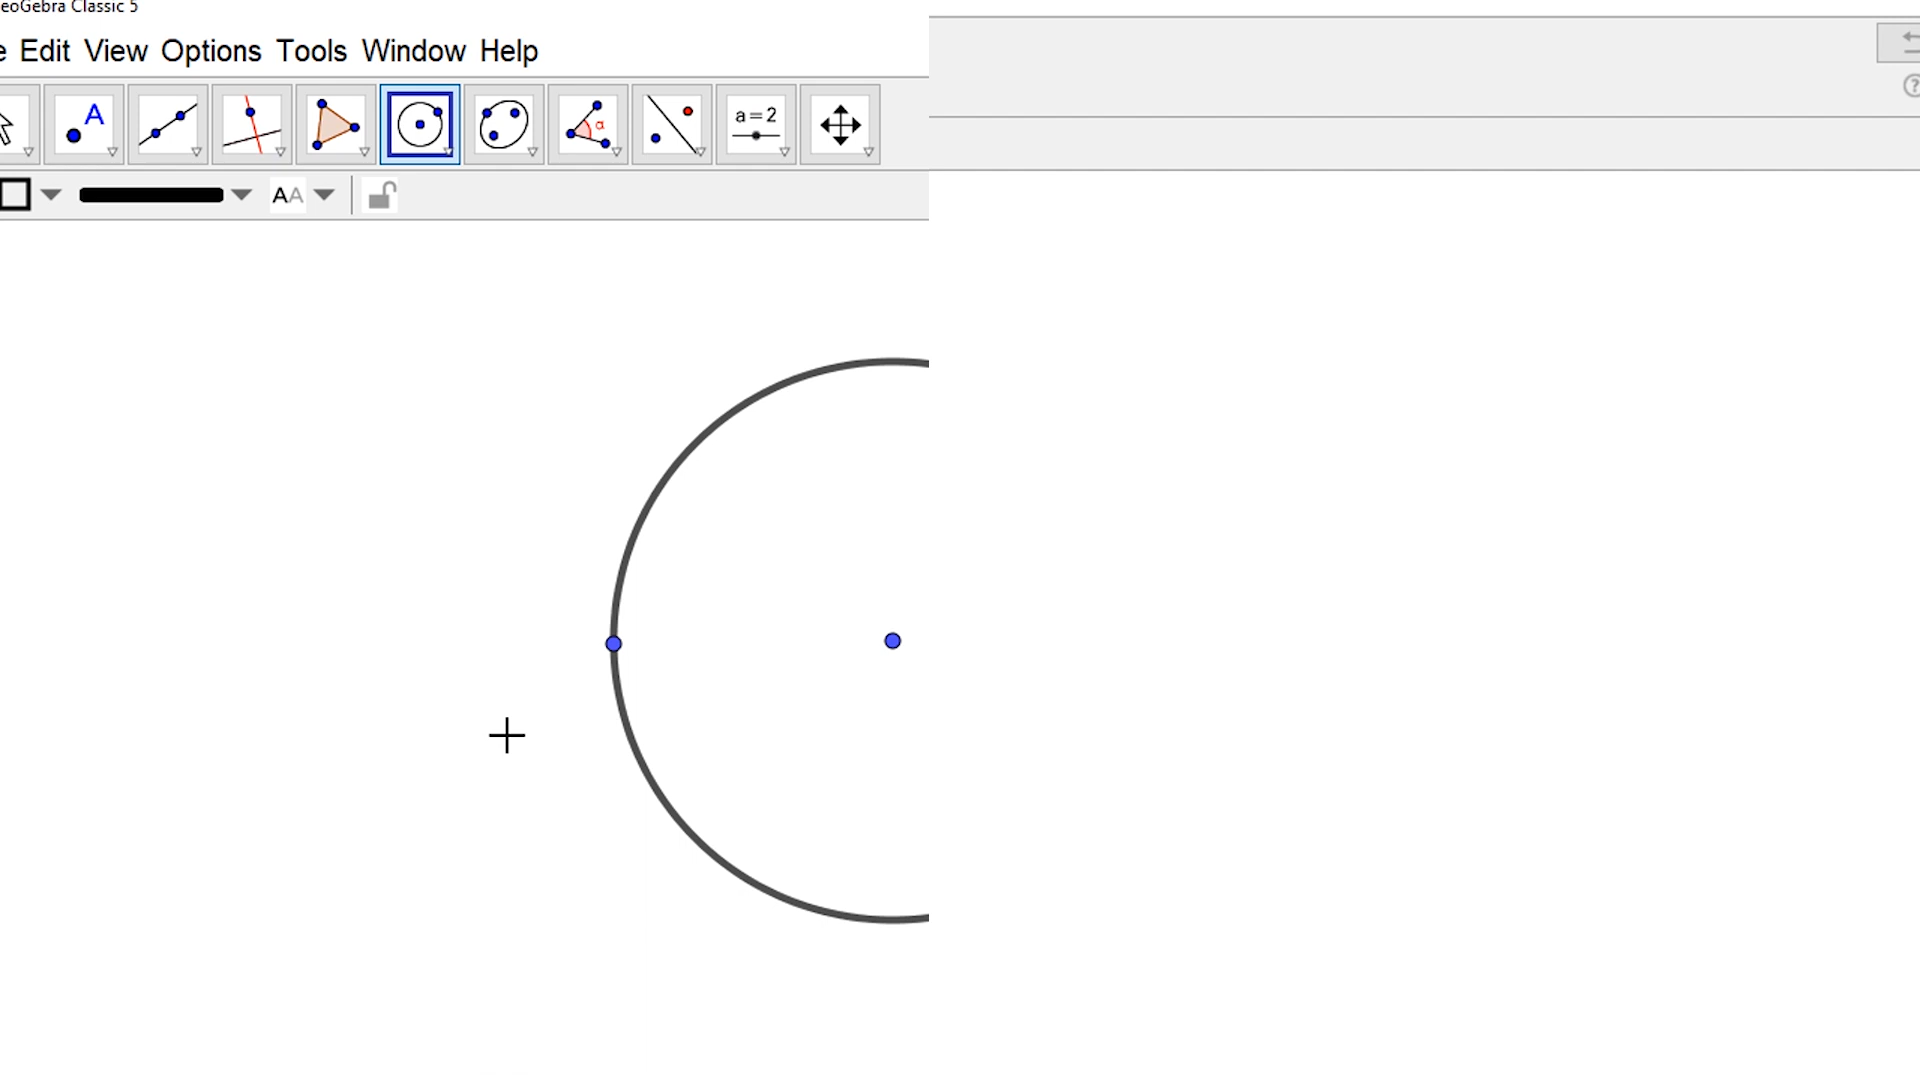 eoGebra Classic 5
e Edit View Options Tools Window Help
A
α
a=2
AA
?